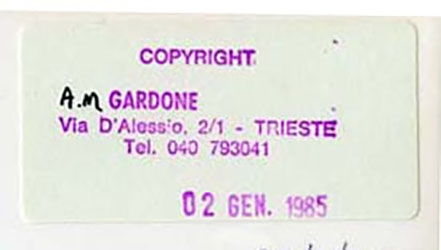 COPYRIGHT
A.M GARDONE
Via D'Alessio, 2/1 - TRIESTE
Tel. 040 793041
02 GEN. 1985